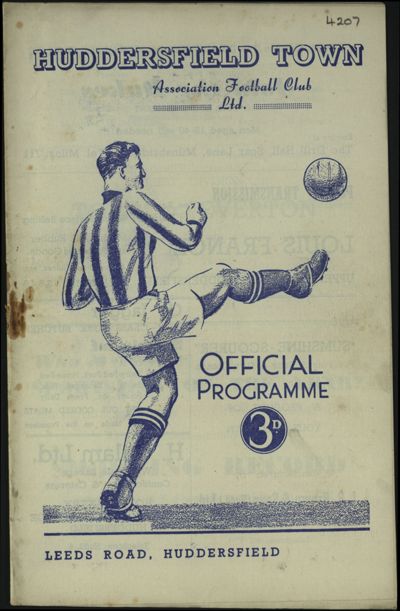 4207
HUDDERSFIELD TOWN
Association Football Club
Ltd.
OFFICIAL
PROGRAMME
3D.
LEEDS ROAD, HUDDERSFIELD